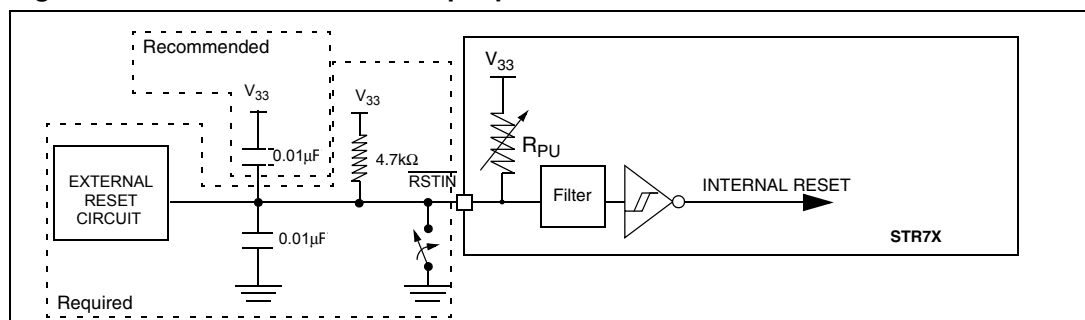 Recommended
V33
V33
V33
0.01µF
4.7kΩ
RPU
RSTIN
EXTERNAL
RESET
CIRCUIT
Filter
INTERNAL RESET
0.01µF
STR7X
Required